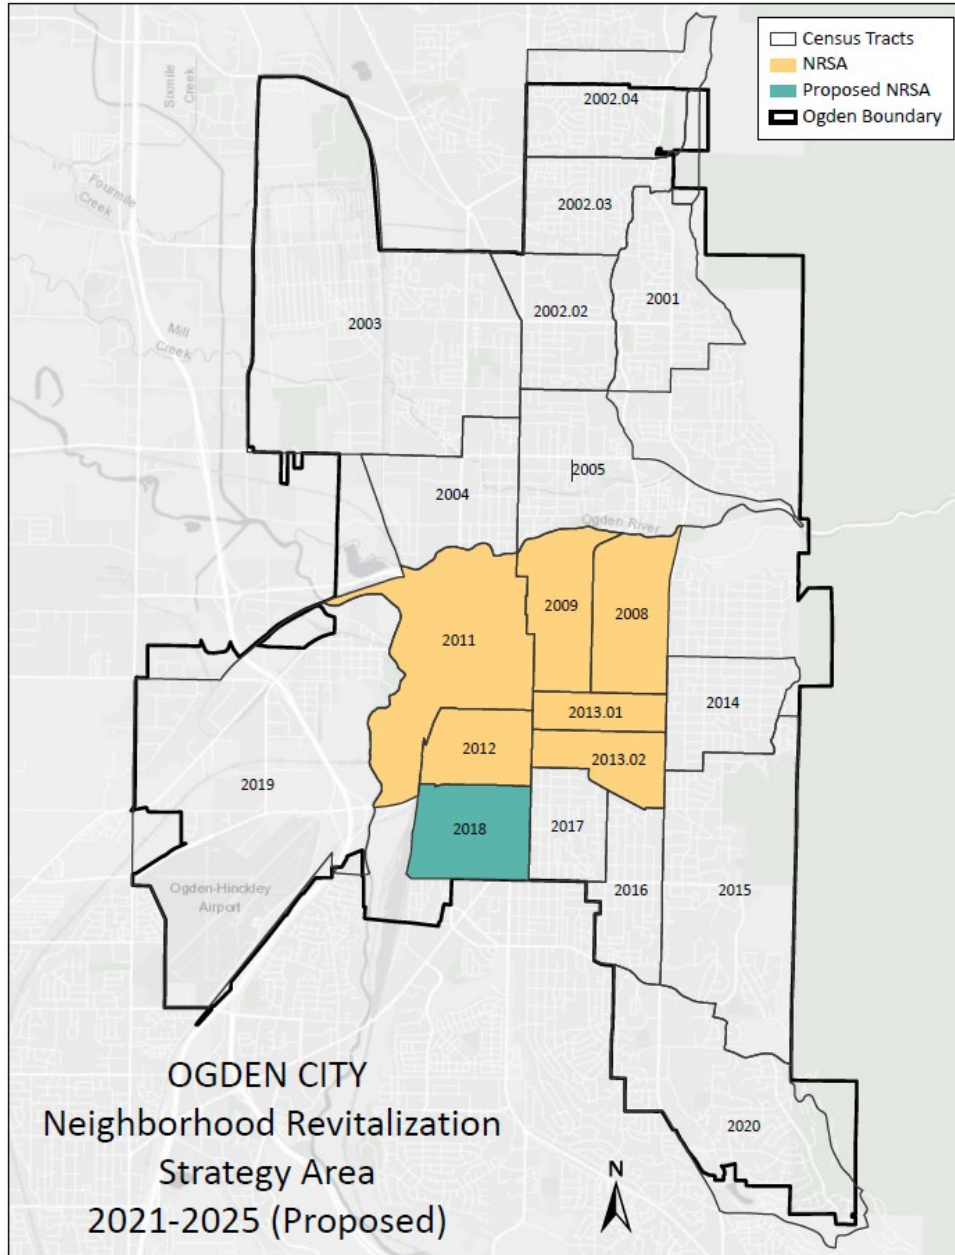 Census Tracts
NRSA
Proposed NRSA
Ogden Boundary
Sixmile
Creek
Fourmile
Creek
Mill
Creek
2002.04
2002.03
2001
2002.02
2003
2005
2004
Ogden River
2009
2008
2011
2014
2013.01
2012
2013.02
2019
2018
2017
2016
2015
Ogden-Hinckley
Airport
2020
OGDEN CITY
Neighborhood Revitalization
Strategy Area
2021-2025 (Proposed)
N